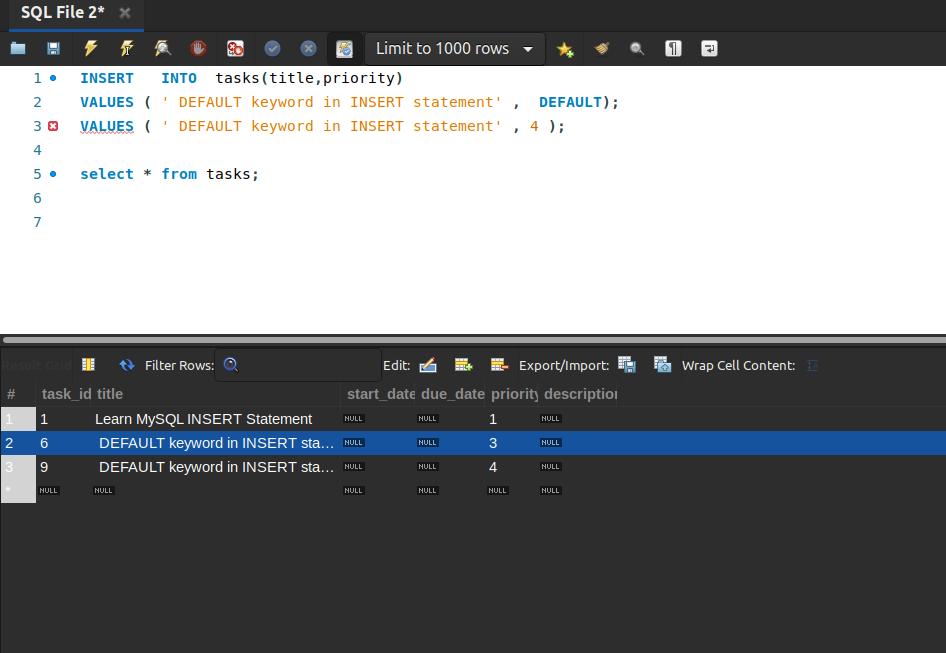 SQL File 2*
Limit to 1000 rows
1 INSERT   INTO  tasks(title,priority)
2 VALUES ( ' DEFAULT keyword in INSERT statement' ,  DEFAULT);
3 VALUES ( ' DEFAULT keyword in INSERT statement' , 4 );
4
5 select * from tasks;
6
7
Result Grid Filter Rows: Edit: Export/Import: Wrap Cell Content:
# task_id title start_date due_date priority description
1 1 Learn MySQL INSERT Statement NULL NULL 1 NULL
2 6 DEFAULT keyword in INSERT sta... NULL NULL 3 NULL
3 9 DEFAULT keyword in INSERT sta... NULL NULL 4 NULL
* NULL NULL NULL NULL NULL NULL